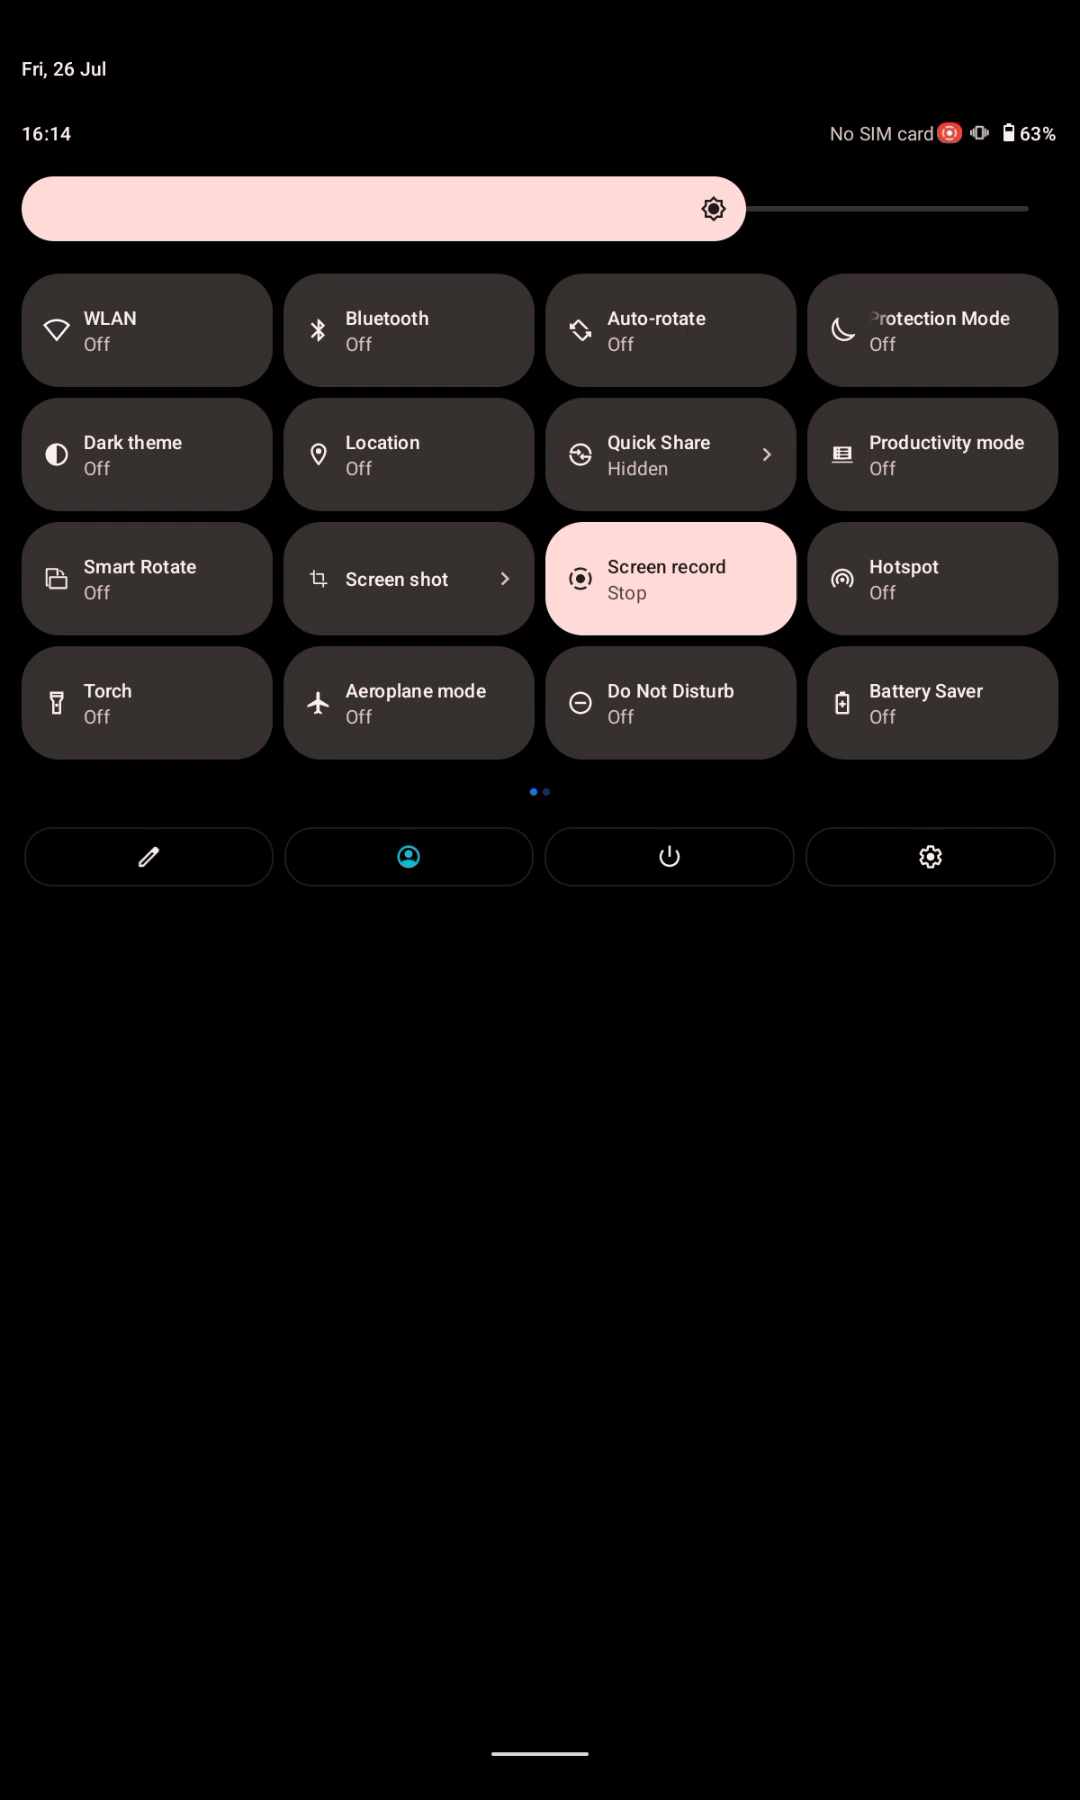 Fri, 26 Jul
16:14
No SIM card
63%
WLAN
Off
Bluetooth
Off
Auto-rotate
Off
Protection Mode
Off
Dark theme
Off
Location
Off
Quick Share
Hidden
Productivity mode
Off
Smart Rotate
Off
Screen shot
Screen record
Stop
Hotspot
Off
Torch
Off
Aeroplane mode
Off
Do Not Disturb
Off
Battery Saver
Off